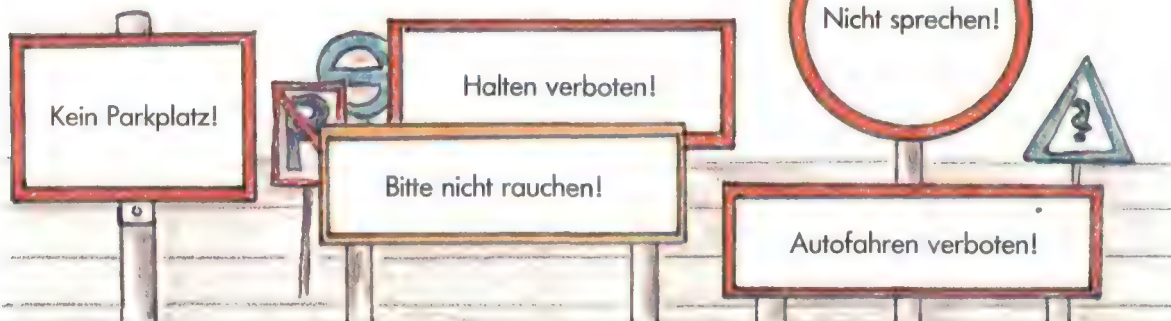 Nicht sprechen!
Kein Parkplatz!
Halten verboten!
P
Bitte nicht rauchen!
?
Autofahren verboten!